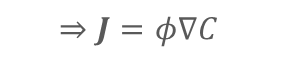 ⇒ J = ϕ∇C